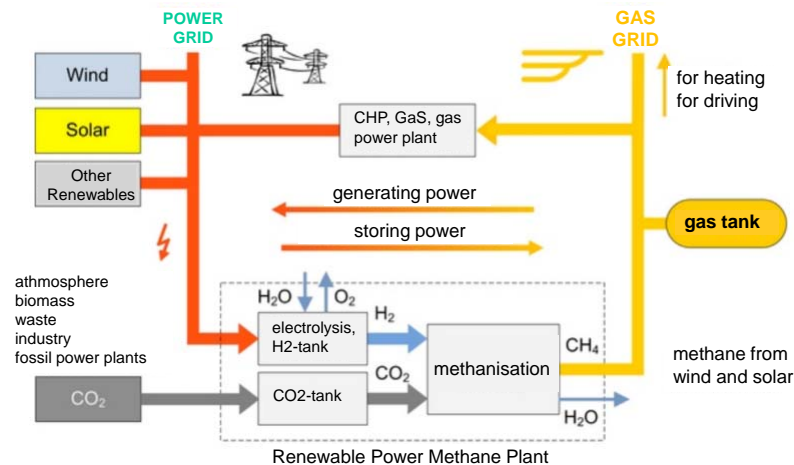 POWER
GRID
GAS
GRID
Wind
for heating
for driving
CHP, GaS, gas
power plant
Solar
Other
Renewables
generating power
gas tank
storing power
athmosphere
biomass
waste
industry
fossil power plants
H₂O
O₂
H₂
electrolysis,
H2-tank
CH₄
methanisation
methane from
wind and solar
CO₂
CO₂
CO2-tank
H₂O
Renewable Power Methane Plant